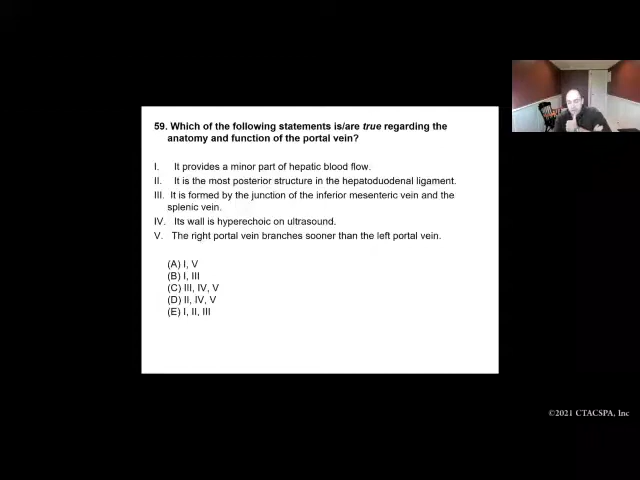 59. Which of the following statements is/are true regarding the
anatomy and function of the portal vein?
I. It provides a minor part of hepatic blood flow.
II. It is the most posterior structure in the hepatoduodenal ligament.
III. It is formed by the junction of the inferior mesenteric vein and the
splenic vein.
IV. Its wall is hyperechoic on ultrasound.
V. The right portal vein branches sooner than the left portal vein.
(A) I, V
(B) I, III
(C) III, IV, V
(D) II, IV, V
(E) I, II, III
©2021 CTACSPA, Inc